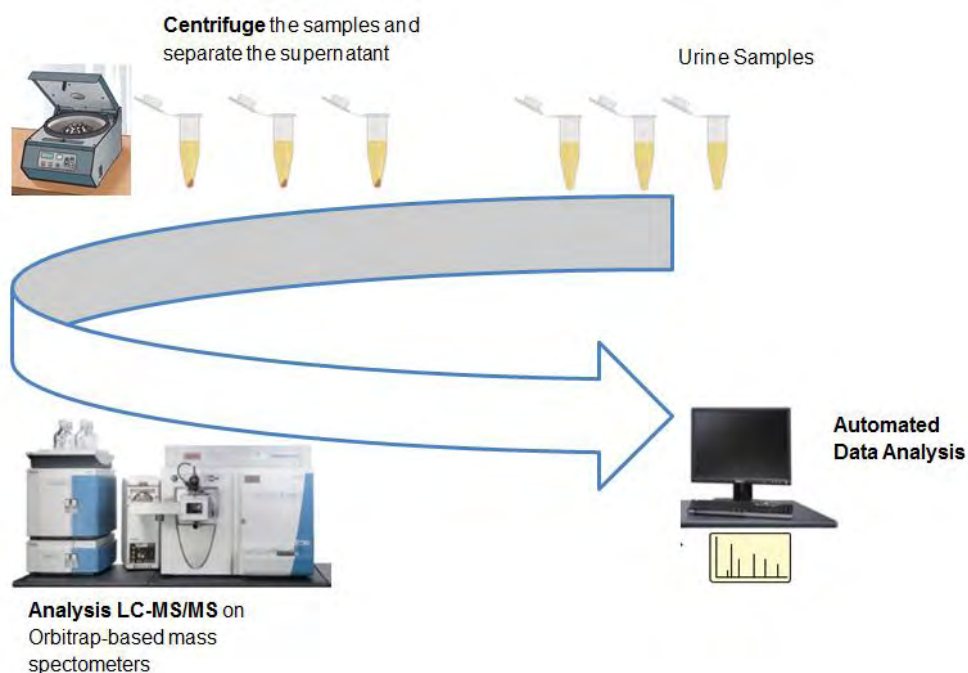 Centrifuge the samples and
separate the supernatant
Urine Samples
Automated
Data Analysis
Analysis LC-MS/MS on
Orbitrap-based mass
spectometers